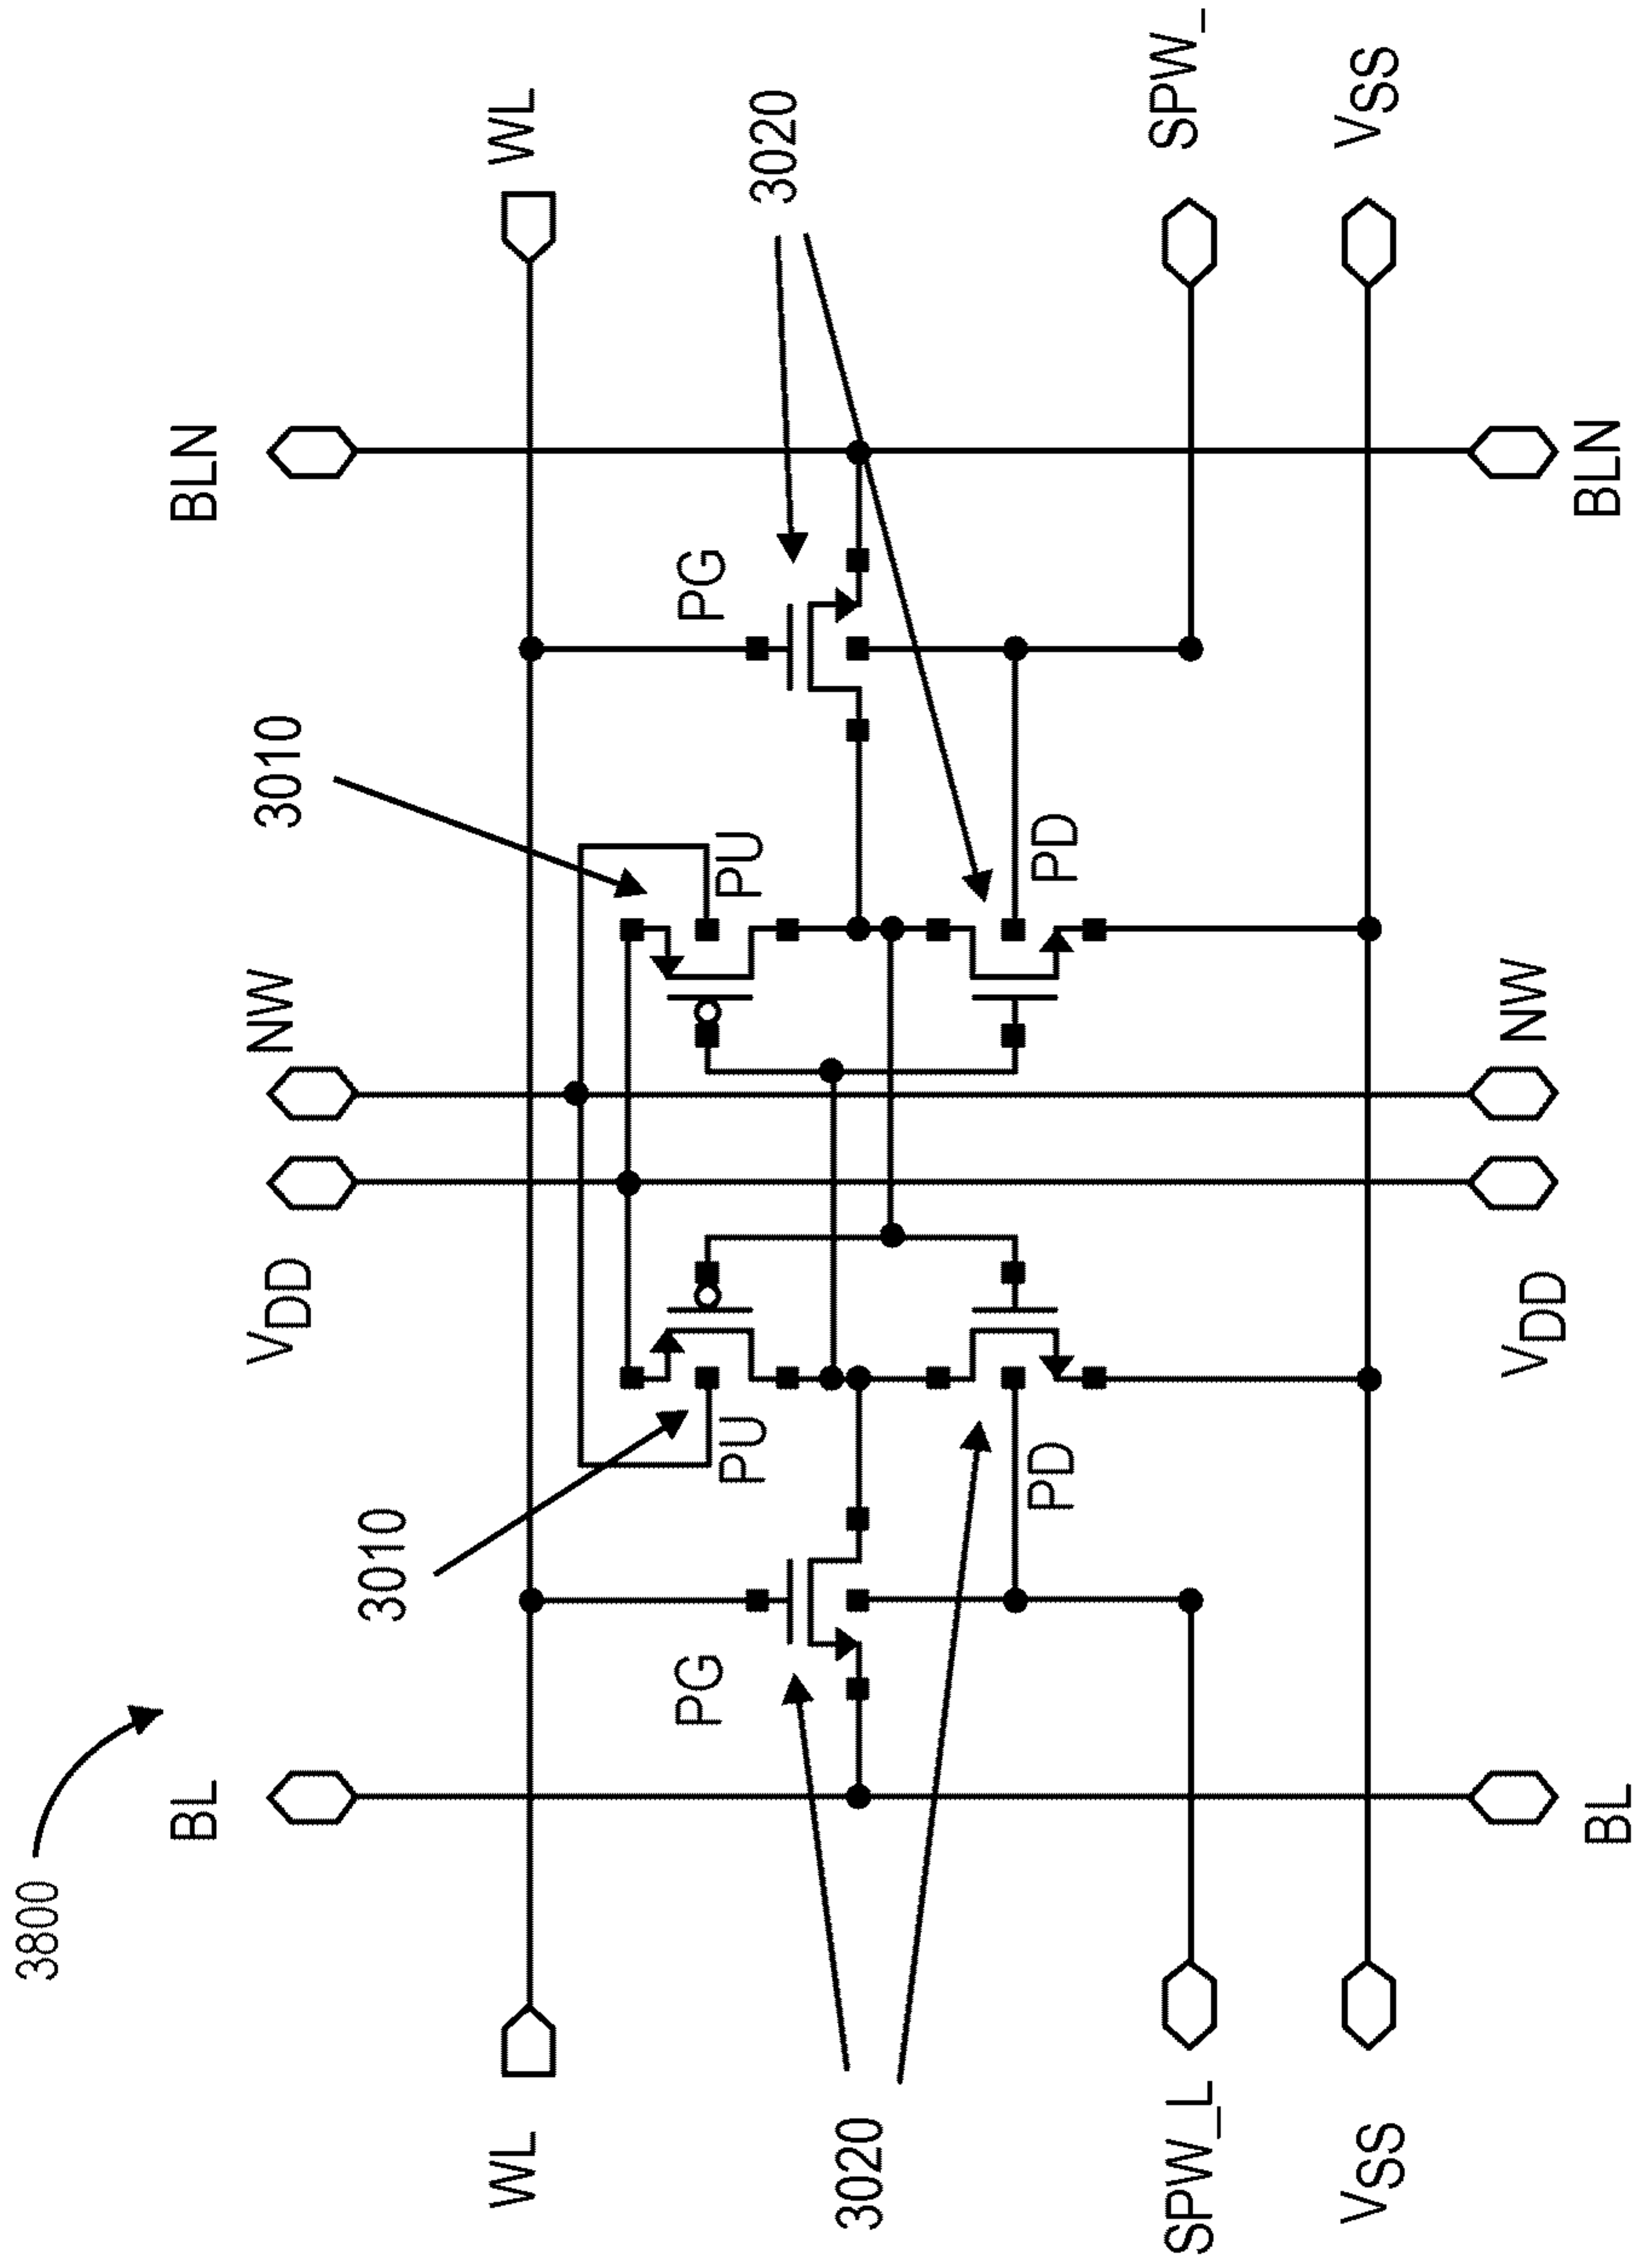 3800
BL
BLN
VDD
NW
3010
3010
WL
WL
PG
PG
PU
PU
3020
3020
PD
PD
SPW_L
SPW_
VSS
VSS
BL
VDD
NW
BLN